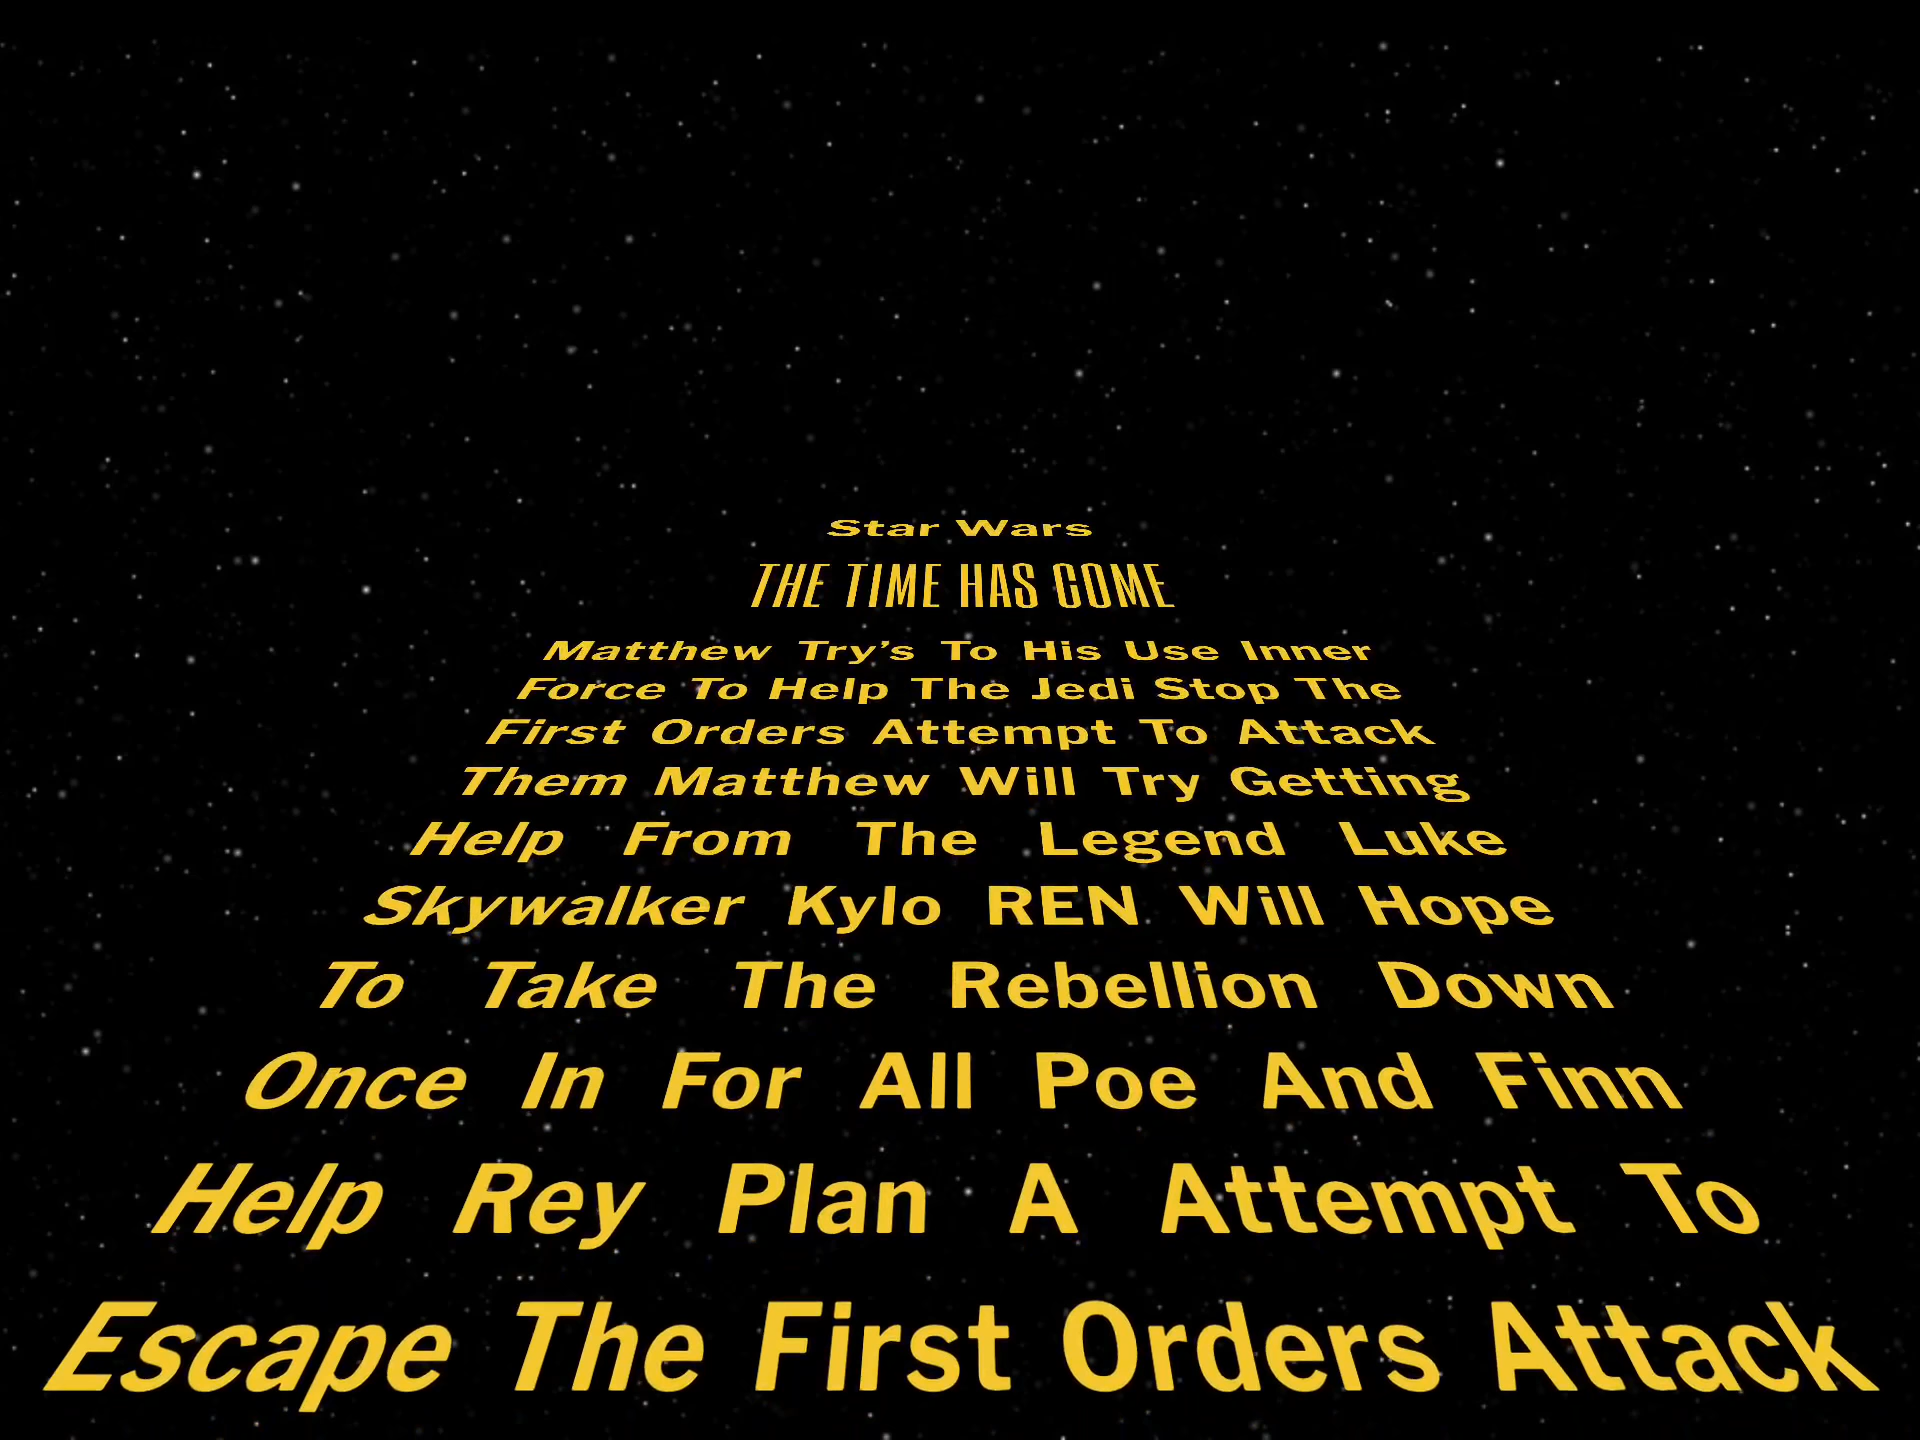 Star Wars
THE TIME HAS COME
Matthew Try's To His Use Inner
Force To Help The Jedi Stop The
First Orders Attempt To Attack
Them Matthew Will Try Getting
Help From The Legend Luke
Skywalker Kylo REN Will Hope
To Take The Rebellion Down
Once In For All Poe And Finn
Help Rey Plan A Attempt To
Escape The First Orders Attack